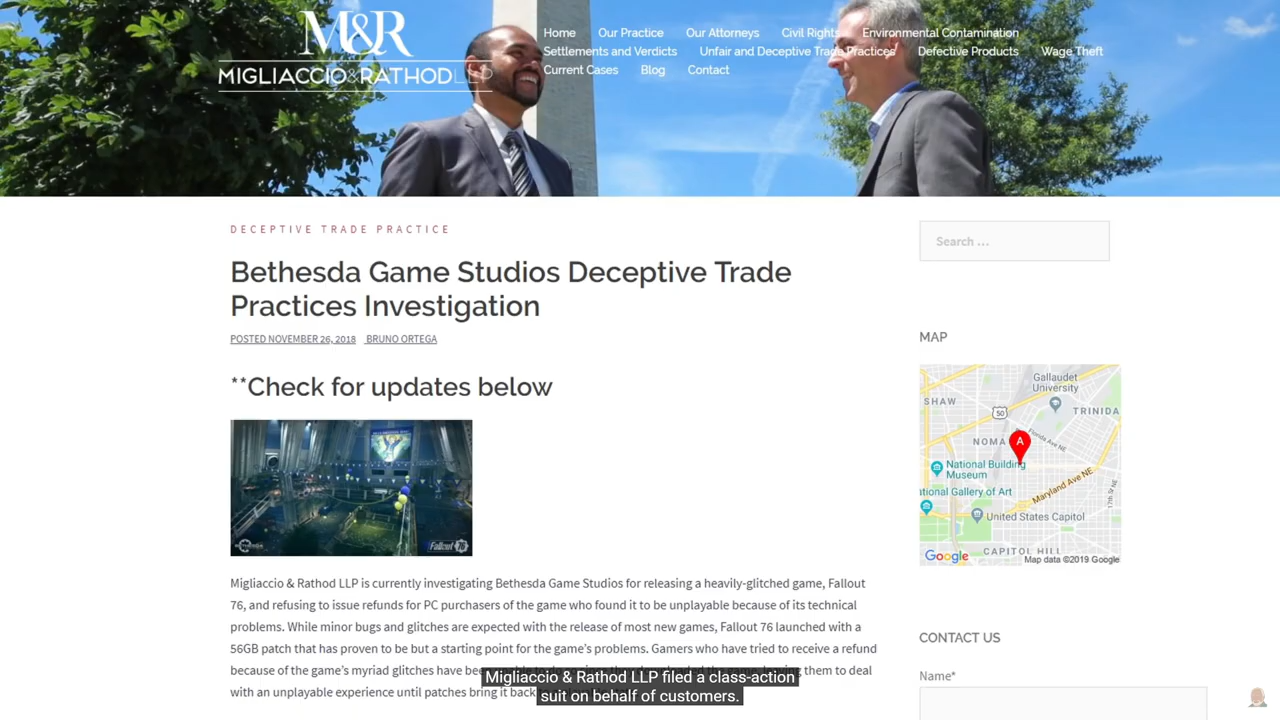 M&R
MIGLIACCIO&RATHODLLP
Home Our Practice Our Attorneys Civil Rights Environmental Contamination
Settlements and Verdicts Unfair and Deceptive Trade Practices Defective Products Wage Theft
Current Cases Blog Contact
DECEPTIVE TRADE PRACTICE
Bethesda Game Studios Deceptive Trade
Practices Investigation
POSTED NOVEMBER 26, 2018 BRUNO ORTEGA
**Check for updates below
Fallout 76
Migliaccio & Rathod LLP is currently investigating Bethesda Game Studios for releasing a heavily-glitched game, Fallout
76, and refusing to issue refunds for PC purchasers of the game who found it to be unplayable because of its technical
problems. While minor bugs and glitches are expected with the release of most new games, Fallout 76 launched with a
56GB patch that has proven to be but a starting point for the game's problems. Gamers who have tried to receive a refund
because of the game's myriad glitches have them to deal
with an unplayable experience until patches bring it back
Migliaccio & Rathod LLP filed a class-action
suit on behalf of customers.
Search ...
MAP
Gallaudet
University
SHAW
50
TRINIDA
NOMA
A
Florida Ave NE
National Building
Museum
Maryland Ave NE
17th St NE
ational Gallery of Art
United States Capitol
CAPITOL HILL
Google
Map data ©2019 Google
CONTACT US
Name*